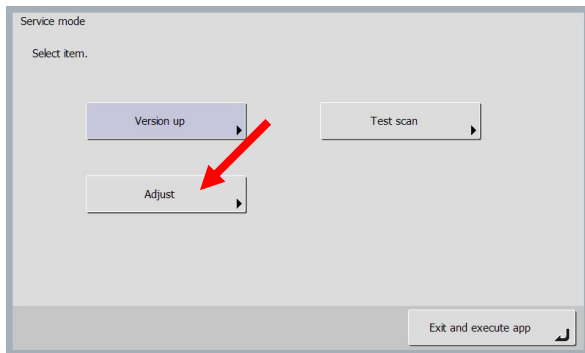 Service mode
Select item.
Version up
Test scan
Adjust
Exit and execute app